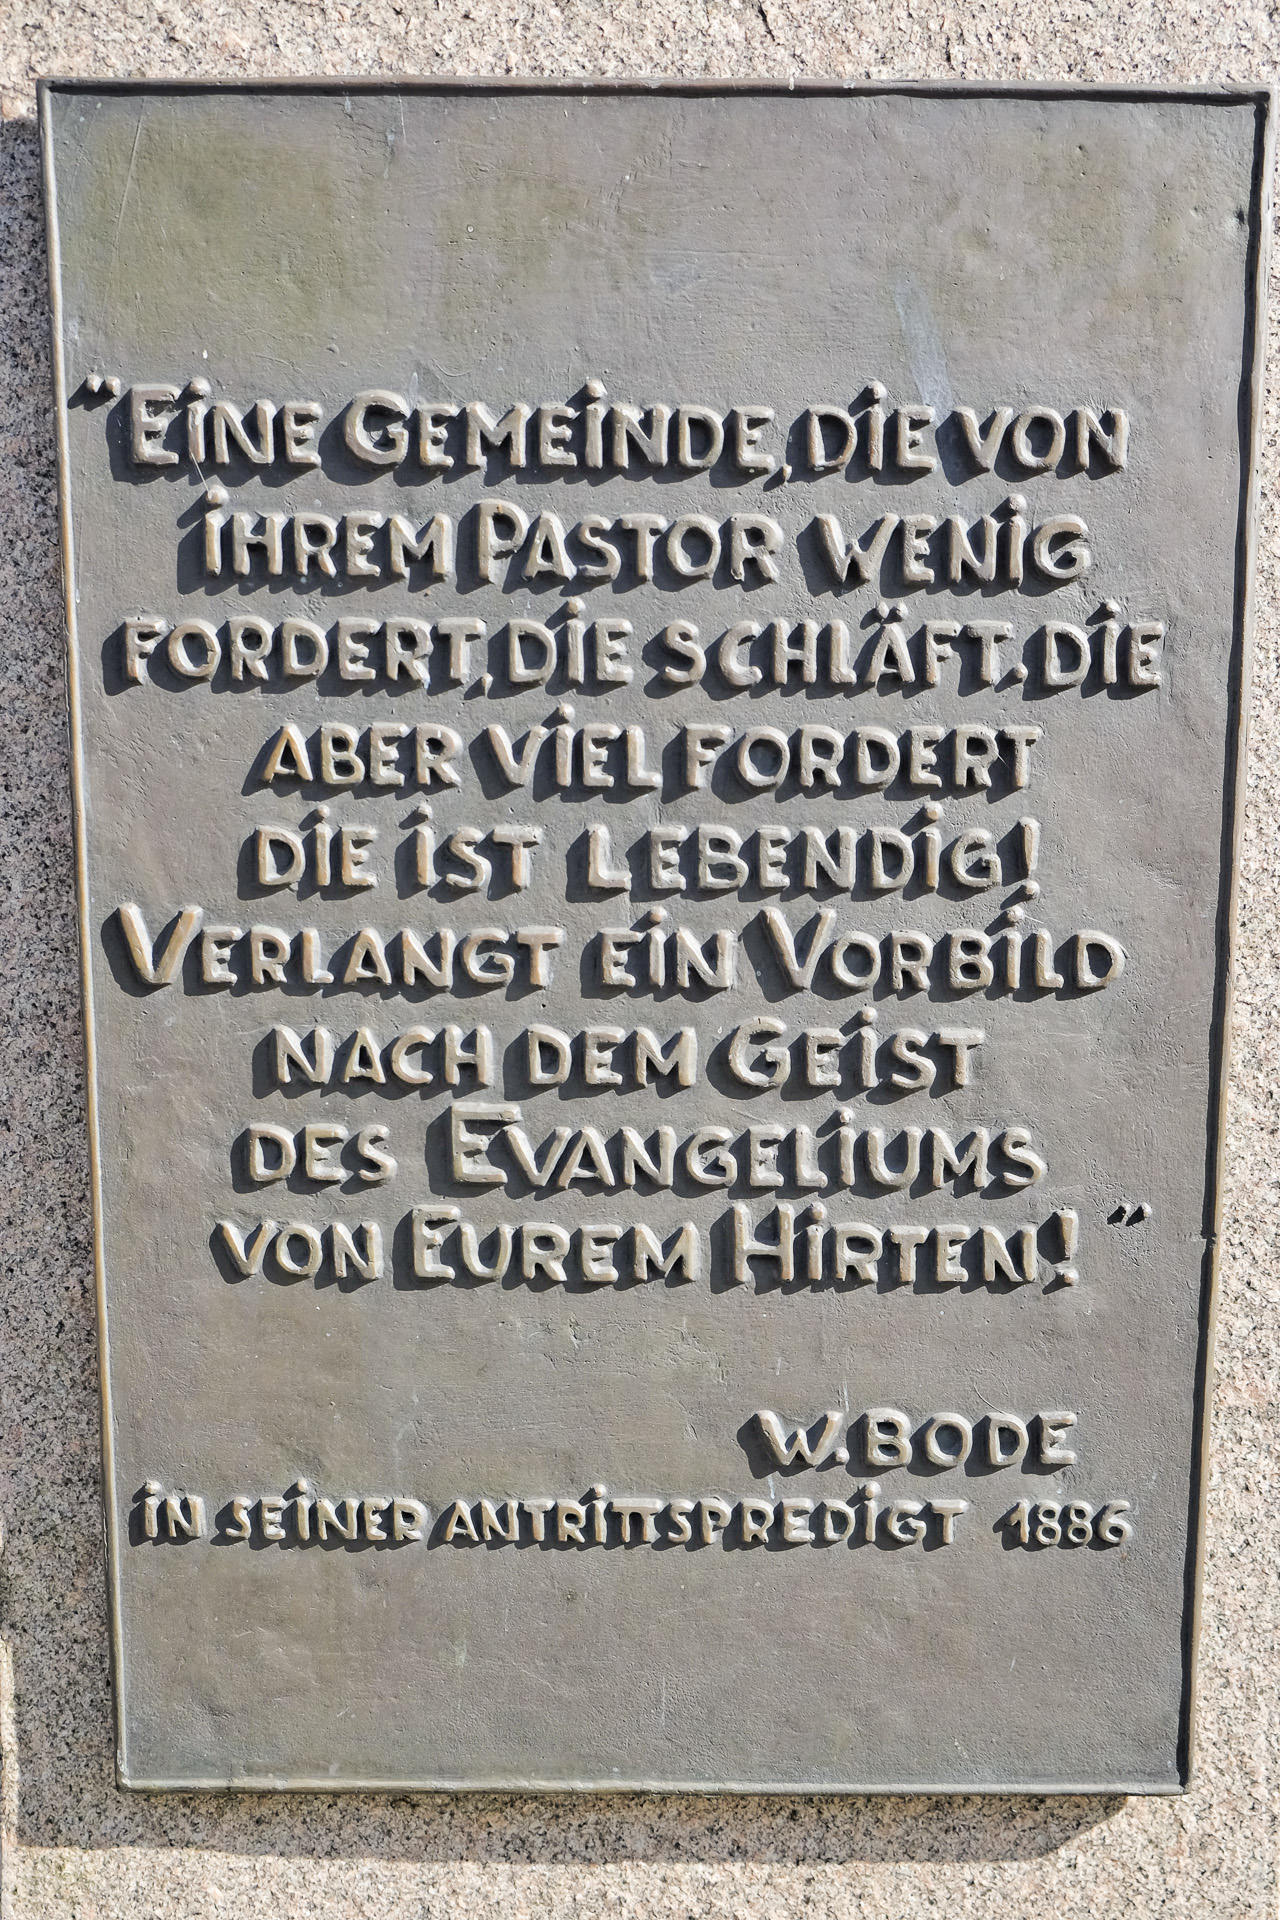 "EINE GEMEINDE, DIE VON
IHREM PASTOR WENIG
FORDERT, DIE SCHLÄFT. DIE
ABER VIEL FORDERT
DIE IST LEBENDIG!
VERLANGT EIN VORBILD
NACH DEM GEIST
DES EVANGELIUMS
VON EUREM HIRTEN!"
W. BODE
IN SEINER ANTRITTSPREDIGT 1886